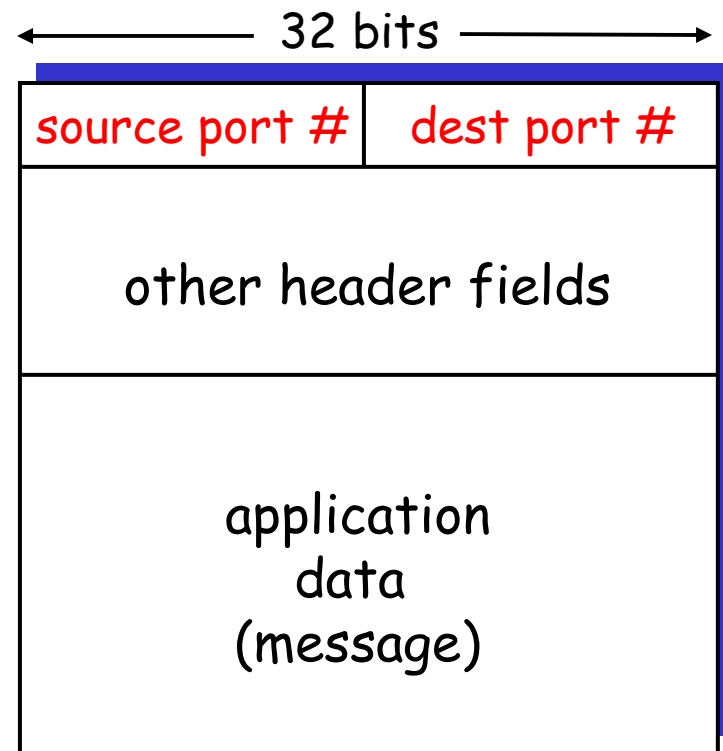 32 bits
source port #
dest port #
other header fields
application
data
(message)